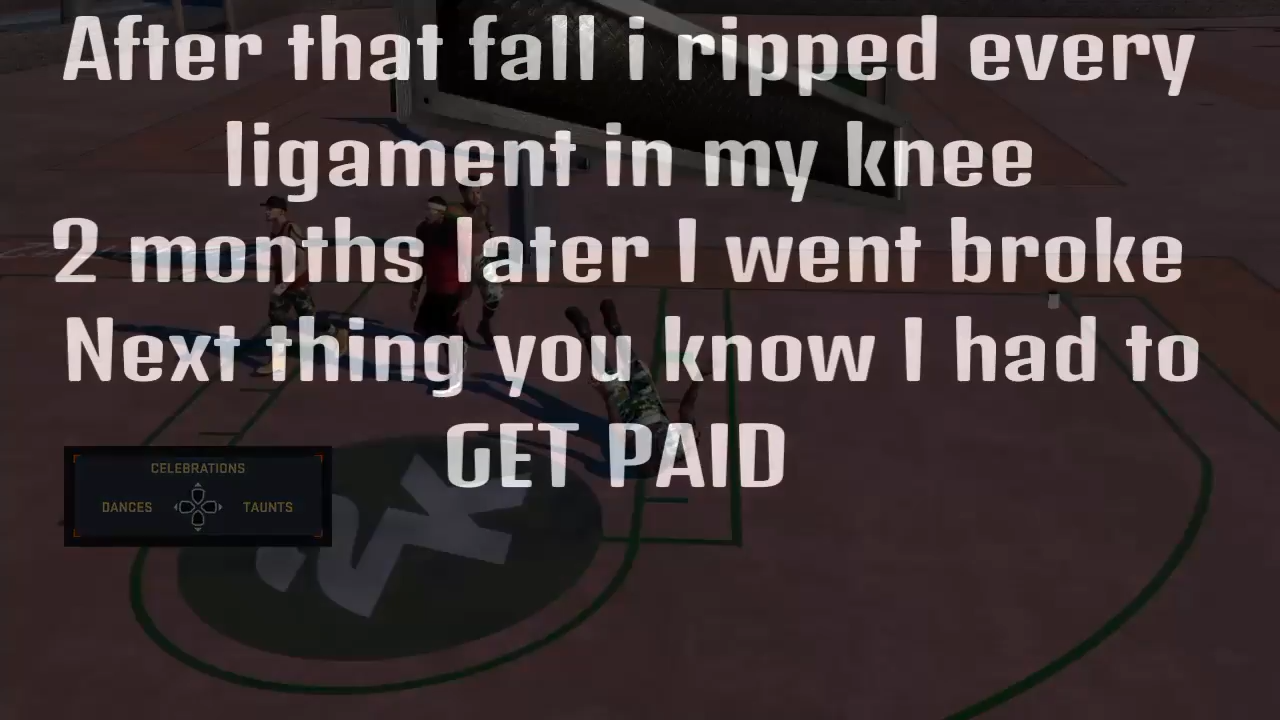 After that fall i ripped every
ligament in my knee
2 months later I went broke
Next thing you know I had to
GET PAID
CELEBRATIONS
DANCES TAUNTS
2K